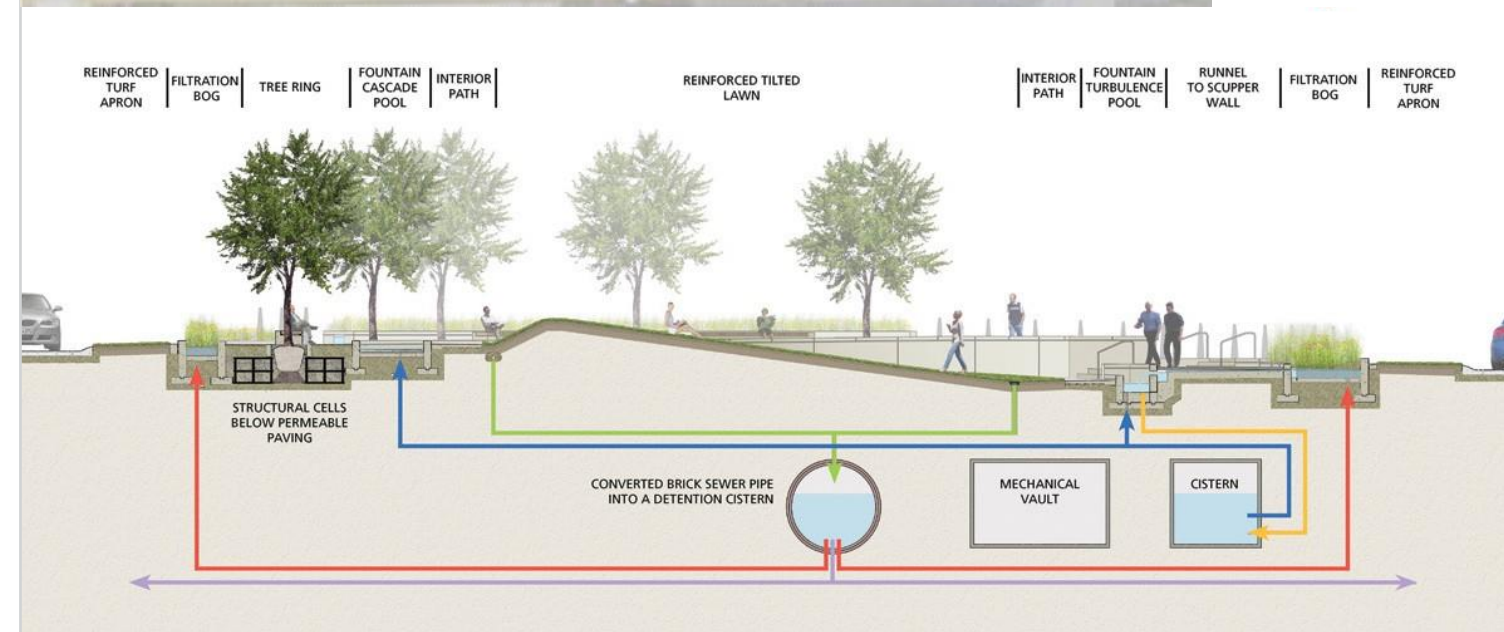 REINFORCED
TURF
APRON
FILTRATION
BOG
TREE RING
FOUNTAIN
CASCADE
POOL
INTERIOR
PATH
REINFORCED TILTED
LAWN
INTERIOR
PATH
FOUNTAIN
TURBULENCE
POOL
RUNNEL
TO SCUPPER
WALL
FILTRATION
BOG
REINFORCED
TURF
APRON
STRUCTURAL CELLS
BELOW PERMEABLE
PAVING
CONVERTED BRICK SEWER PIPE
INTO A DETENTION CISTERN
MECHANICAL
VAULT
CISTERN